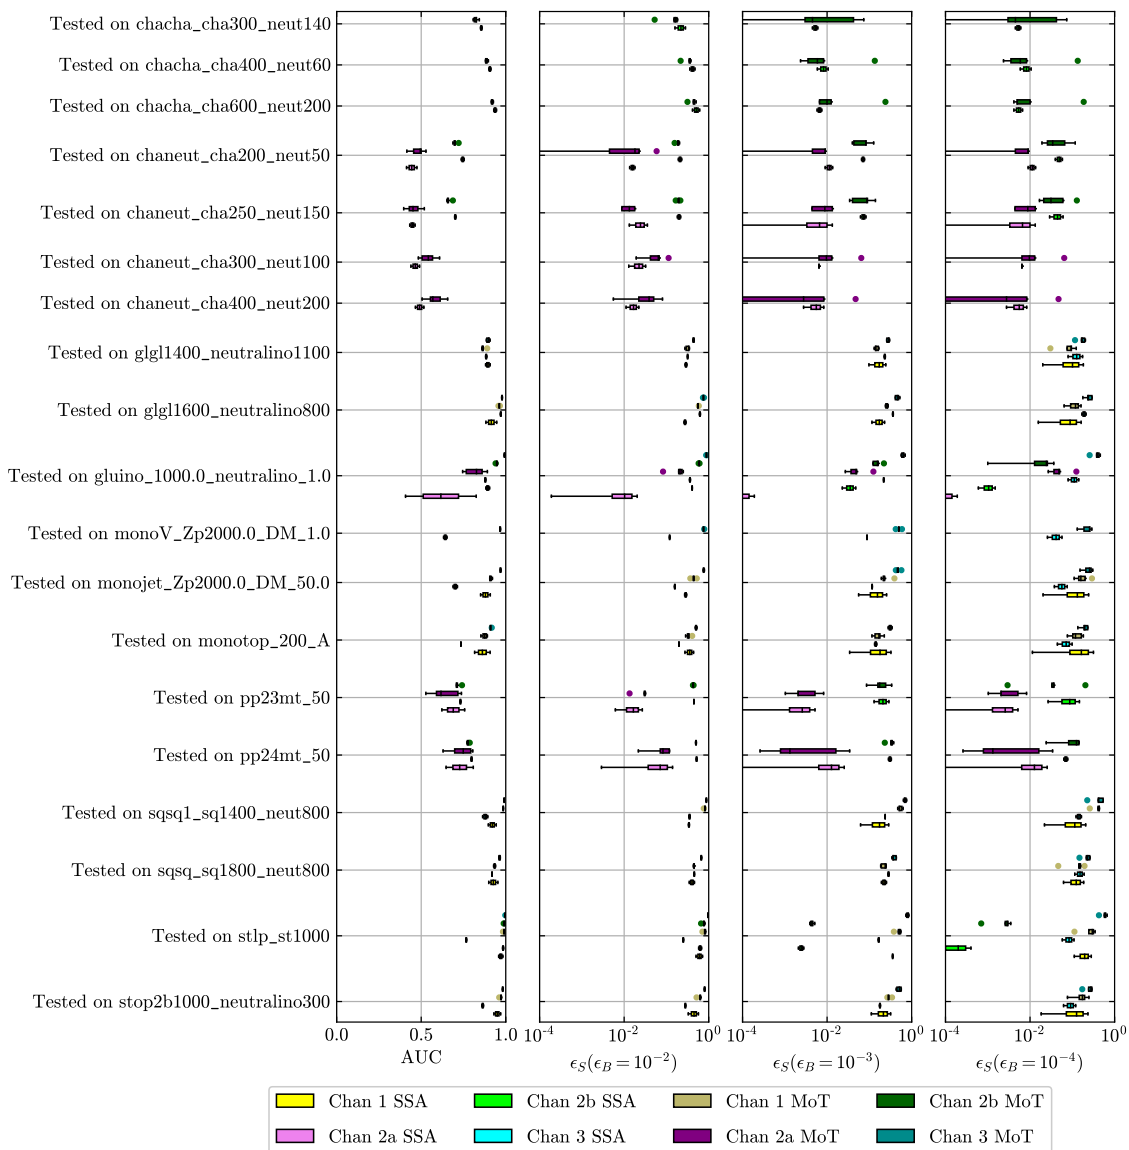 Tested on chacha_cha300_neut140
Tested on chacha_cha400_neut60
Tested on chacha_cha600_neut200
Tested on chaneut_cha200_neut50
Tested on chaneut_cha250_neut150
Tested on chaneut_cha300_neut100
Tested on chaneut_cha400_neut200
Tested on glgl1400_neutralino1100
Tested on glgl1600_neutralino800
Tested on gluino_1000.0_neutralino_1.0
Tested on monoV_Zp2000.0_DM_1.0
Tested on monojet_Zp2000.0_DM_50.0
Tested on monotop_200_A
Tested on pp23mt_50
Tested on pp24mt_50
Tested on sqsq1_sq1400_neut800
Tested on sqsq_sq1800_neut800
Tested on stlp_st1000
Tested on stop2b1000_neutralino300
0.0 0.5 1.0 10⁻⁴ 10⁻² 10⁰ 10⁻⁴ 10⁻² 10⁰ 10⁻⁴ 10⁻² 10⁰
AUC ϵ_S(ϵ_B = 10⁻²) ϵ_S(ϵ_B = 10⁻³) ϵ_S(ϵ_B = 10⁻⁴)
Chan 1 SSA Chan 2b SSA Chan 1 MoT Chan 2b MoT
Chan 2a SSA Chan 3 SSA Chan 2a MoT Chan 3 MoT